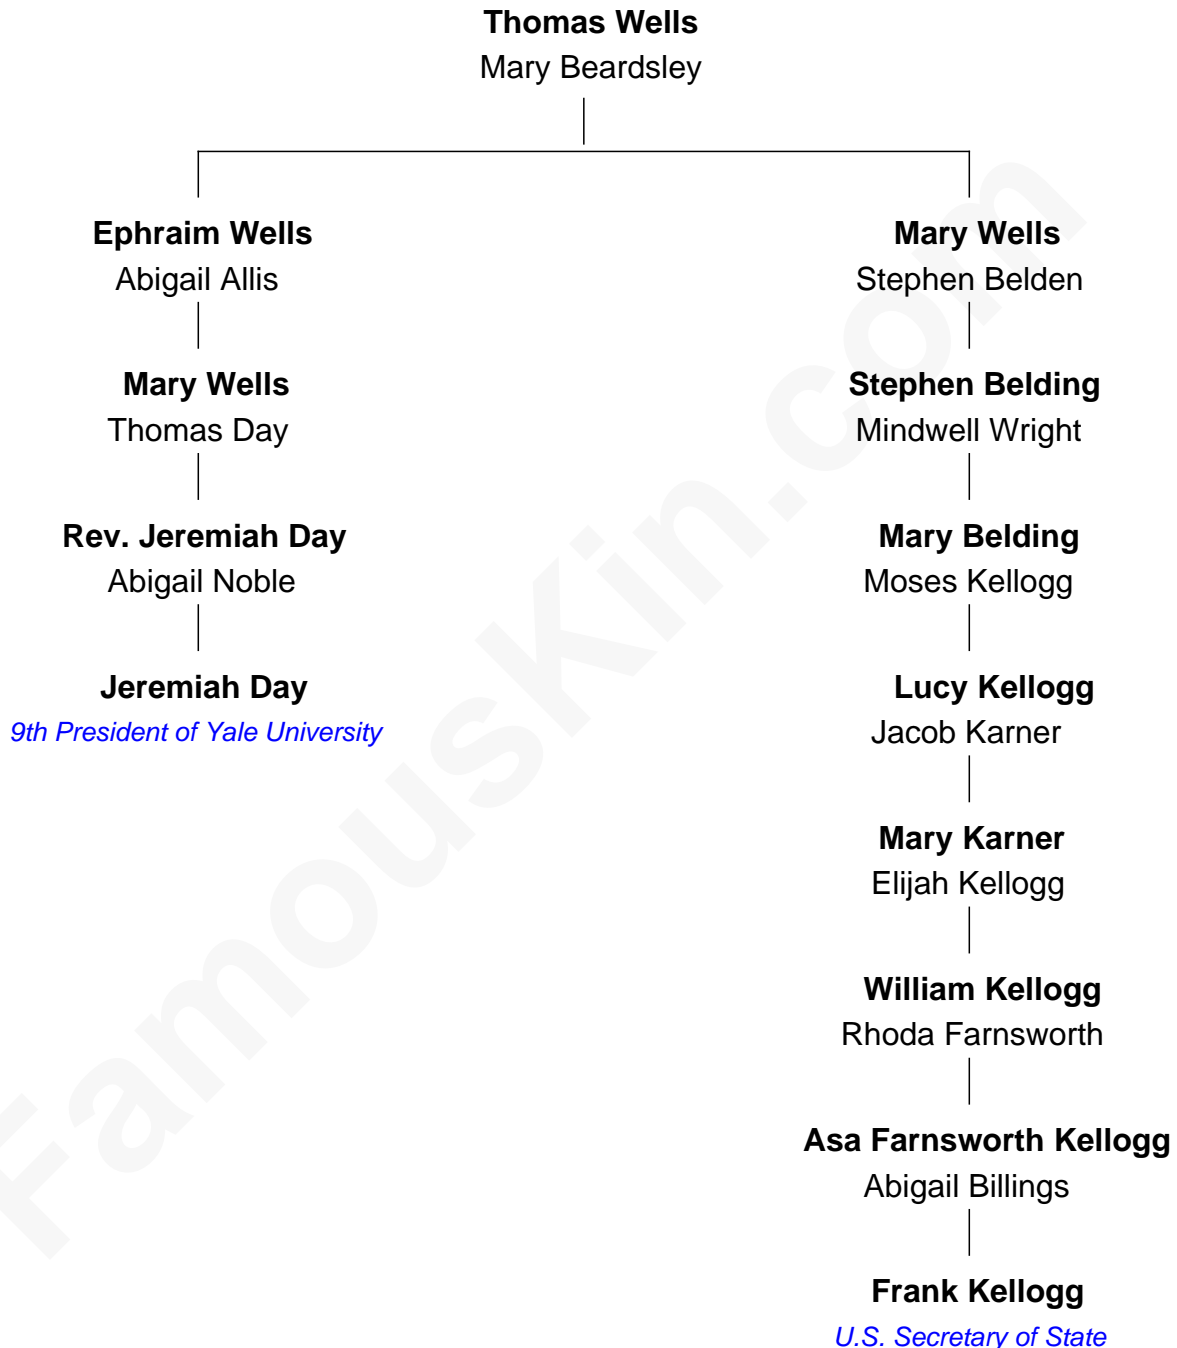 Thomas Wells
Mary Beardsley
Ephraim Wells
Abigail Allis
Mary Wells
Thomas Day
Rev. Jeremiah Day
Abigail Noble
Jeremiah Day
9th President of Yale University
Mary Wells
Stephen Belden
Stephen Belding
Mindwell Wright
Mary Belding
Moses Kellogg
Lucy Kellogg
Jacob Karner
Mary Karner
Elijah Kellogg
William Kellogg
Rhoda Farnsworth
Asa Farnsworth Kellogg
Abigail Billings
Frank Kellogg
U.S. Secretary of State
FamousKin.com